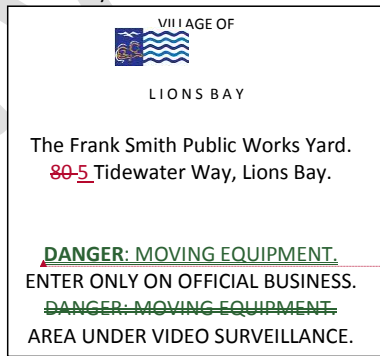 VILLAGE OF
LIONS BAY
The Frank Smith Public Works Yard.
80 5 Tidewater Way, Lions Bay.
DANGER: MOVING EQUIPMENT.
ENTER ONLY ON OFFICIAL BUSINESS.
DANGER: MOVING EQUIPMENT.
AREA UNDER VIDEO SURVEILLANCE.